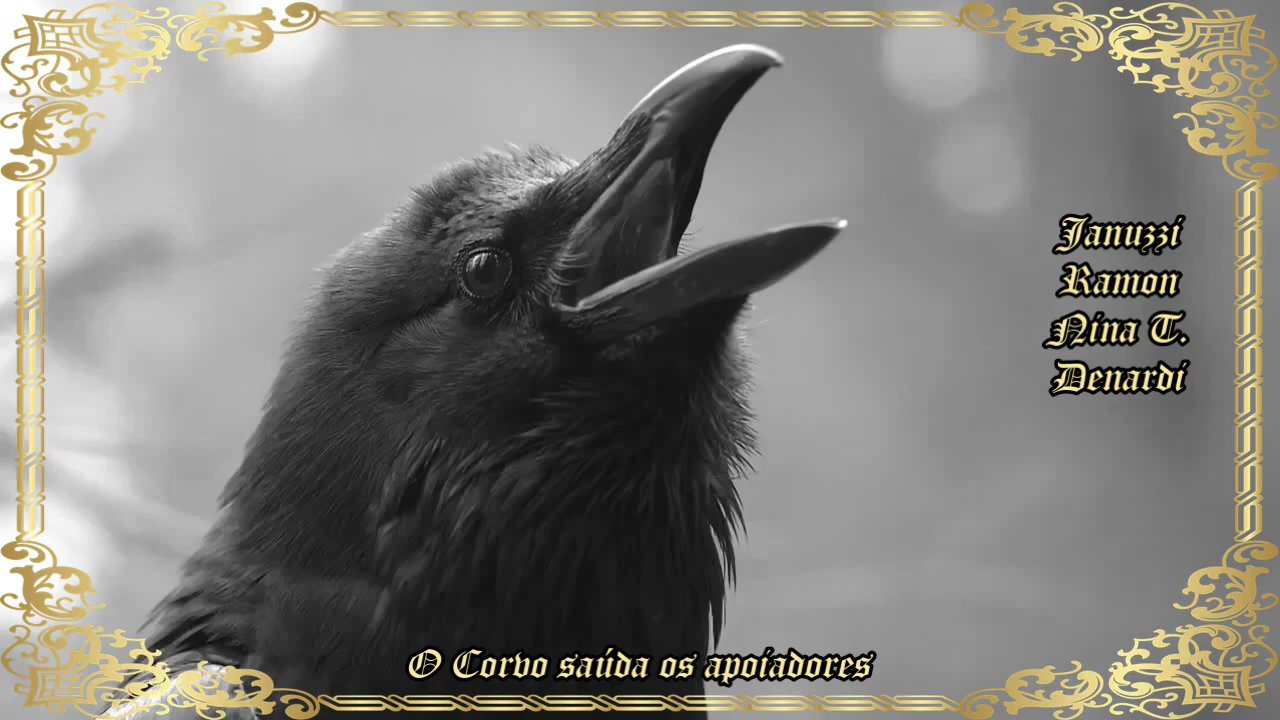 Januzzi
Ramon
Nina T.
Denardi
O Corvo saúda os apoiadores